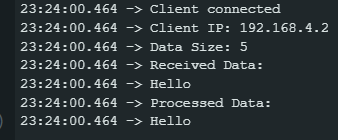 23:24:00.464 -> Client connected
23:24:00.464 -> Client IP: 192.168.4.2
23:24:00.464 -> Data Size: 5
23:24:00.464 -> Received Data:
23:24:00.464 -> Hello
23:24:00.464 -> Processed Data:
23:24:00.464 -> Hello